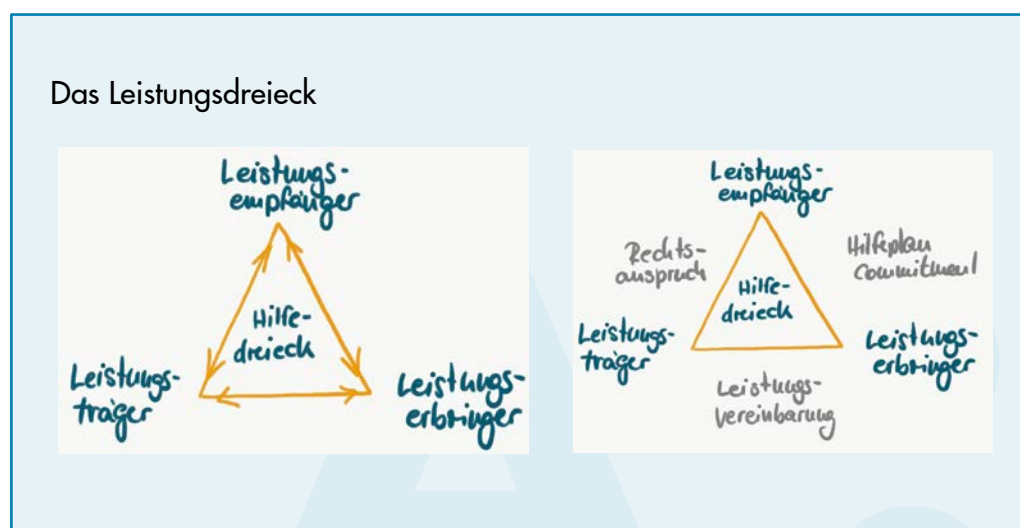 Das Leistungsdreieck
Leistungs-
empfänger
Hilfe-
dreieck
Leistungs-
träger
Leistungs-
erbringer
Leistungs-
empfänger
Rechts-
anspruch
Hilfeplan
Commitment
Hilfe-
dreieck
Leistungs-
träger
Leistungs-
erbringer
Leistungs-
vereinbarung